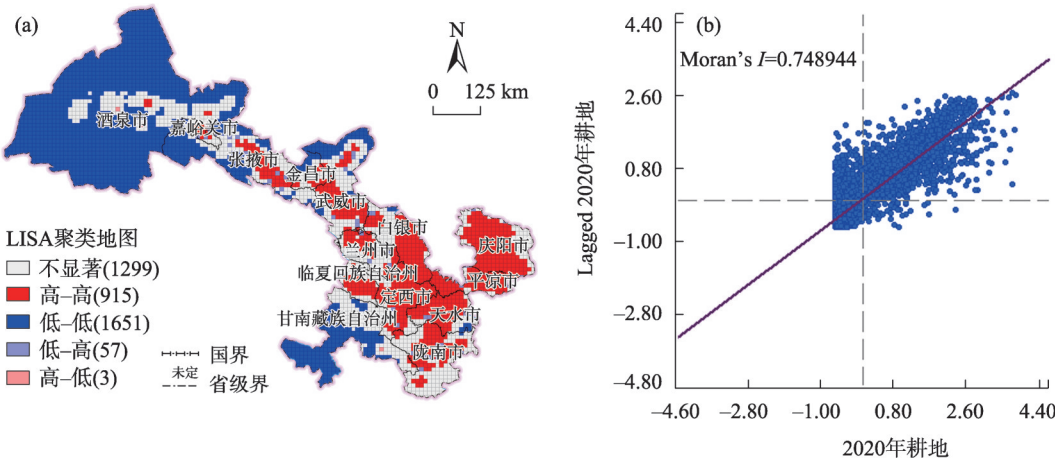 (a)
N
0 125 km
酒泉市
嘉峪关市
张掖市
金昌市
武威市
白银市
兰州市
庆阳市
临夏回族自治州
平凉市
定西市
甘南藏族自治州
天水市
陇南市
LISA聚类地图
不显著(1299)
高–高(915)
低–低(1651)
低–高(57)
高–低(3)
国界
未定
省级界
(b)
Moran's I=0.748944
Lagged 2020年耕地
4.40
2.60
0.80
–1.00
–2.80
–4.80
–4.60 –2.80 –1.00 0.80 2.60 4.40
2020年耕地